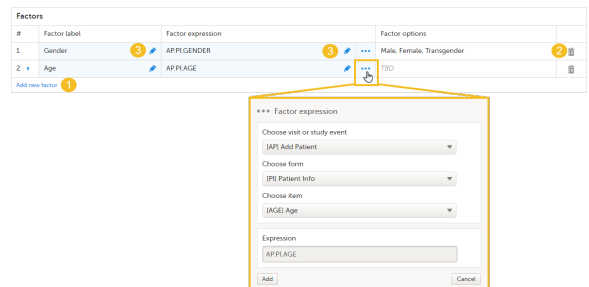 Factors
# Factor label Factor expression Factor options
1 Gender 3 AP.PI.GENDER 3 ••• Male, Female, Transgender 2
2 Age AP.PI.AGE ••• TBD
Add new factor 1
••• Factor expression
Choose visit or study event
[AP] Add Patient
Choose form
[PI] Patient Info
Choose item
[AGE] Age
Expression
AP.PI.AGE
Add Cancel